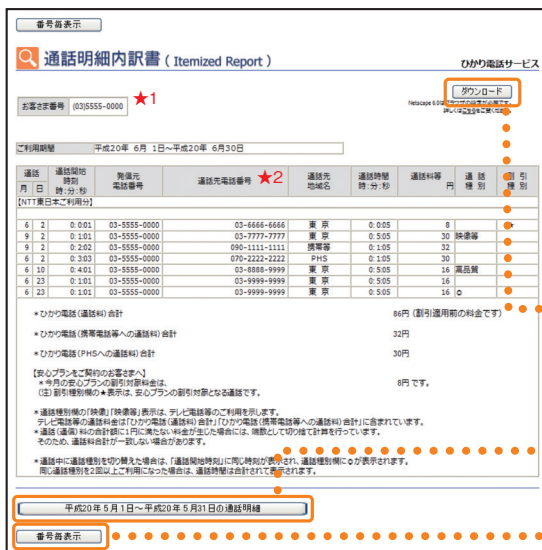 番号毎表示
通話明細内訳書 ( Itemized Report )
ひかり電話サービス
ダウンロード
お客さま番号 (03)5555-0000 ★1
ご利用期間 平成20年 6月 1日～平成20年 6月30日
通話 通話開始時刻 発信元電話番号 通話先電話番号 ★2 通話先地域名 通話時間 通話料等 通話種別 割引種別
月 日 時:分:秒 時:分:秒 円
【NTT東日本ご利用分】
6 2 0: 0:01 03-5555-0000 03-6666-6666 東 京 0: 0:05 8 ★
9 2 0: 1:01 03-5555-0000 03-7777-7777 東 京 0: 5:05 30 映像等
9 2 0: 2:02 03-5555-0000 090-1111-1111 携帯等 0: 1:05 32
6 2 0: 3:03 03-5555-0000 070-2222-2222 PHS 0: 1:05 30
6 10 0: 4:01 03-5555-0000 03-8888-9999 東 京 0: 5:05 16 高品質
6 23 0: 1:01 03-5555-0000 03-9999-9999 東 京 0: 5:05 16
6 23 0: 1:01 03-5555-0000 03-9999-9999 東 京 0: 5:05 16 ○
＊ひかり電話(通話料)合計 86円 (割引適用前の料金です)
＊ひかり電話(携帯電話等への通話料)合計 32円
＊ひかり電話(PHSへの通話料)合計 30円
【安心プランをご契約のお客さまへ】
＊今月の安心プランの割引対象料金は、 8円 です。
(注) 割引種別欄の★表示は、安心プランの割引対象となる通話です。
＊通話種別欄の「映像」「映像等」表示は、テレビ電話等のご利用を示します。
テレビ電話等の通話料金は「ひかり電話(通話料)合計」「ひかり電話(携帯電話等への通話料)合計」に含まれています。
＊通話(通信)料の合計額に1円に満たない料金が生じた場合には、端数として切り捨て計算を行っています。
そのため、通話料合計が一致しない場合があります。
＊通話中に通話種別を切り替えた場合は、「通話開始時刻」に同じ時刻が表示され、通話種別欄に○が表示されます。
同じ通話種別を2回以上ご利用になった場合は、通話時間は合計されて表示されます。
平成20年5月1日～平成20年5月31日の通話明細
番号毎表示